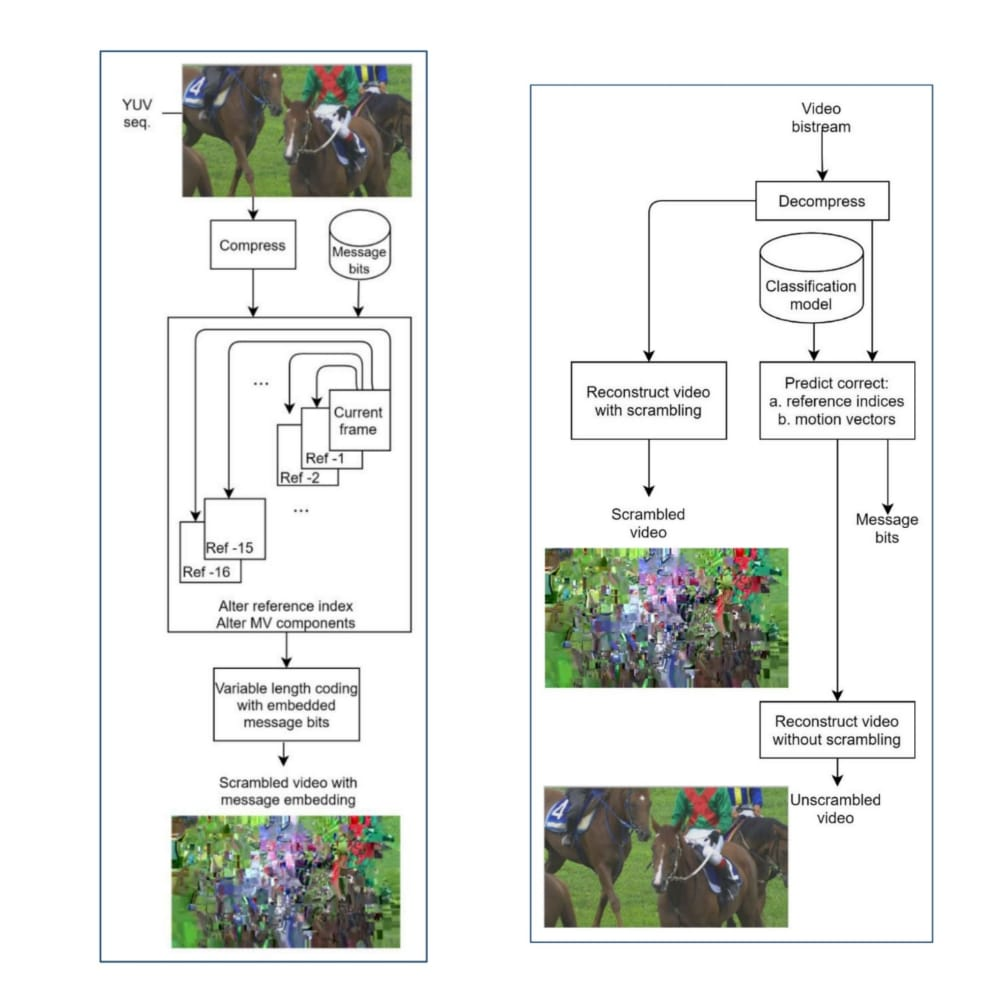 YUV
seq.
4
Compress
Message
bits
...
Current
frame
Ref -1
Ref -2
...
Ref -15
Ref -16
Alter reference index
Alter MV components
Variable length coding
with embedded
message bits
Scrambled video with
message embedding
Video
bistream
Decompress
Classification
model
Reconstruct video
with scrambling
Predict correct:
a. reference indices
b. motion vectors
Scrambled
video
Message
bits
Reconstruct video
without scrambling
Unscrambled
video
4